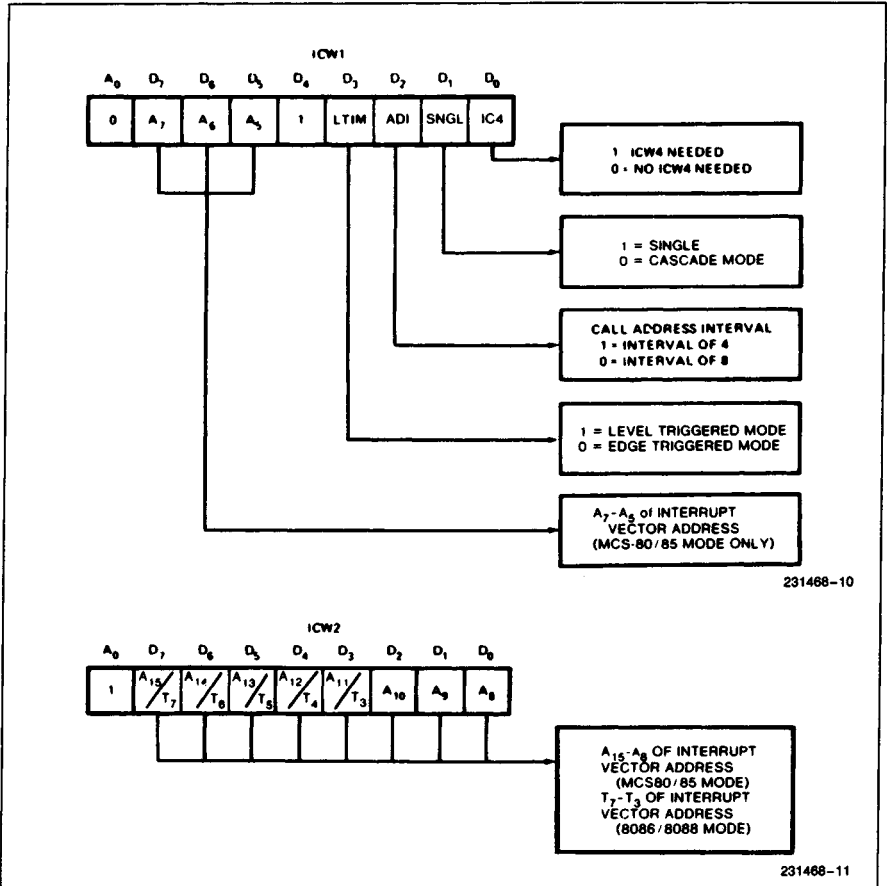 ICW1
A0 D7 D6 D5 D4 D3 D2 D1 D0
0 A7 A6 A5 1 LTIM ADI SNGL IC4
1 ICW4 NEEDED
0 = NO ICW4 NEEDED
1 = SINGLE
0 = CASCADE MODE
CALL ADDRESS INTERVAL
1 = INTERVAL OF 4
0 = INTERVAL OF 8
1 = LEVEL TRIGGERED MODE
0 = EDGE TRIGGERED MODE
A7-A5 of INTERRUPT
VECTOR ADDRESS
(MCS-80/85 MODE ONLY)
231468-10
ICW2
A0 D7 D6 D5 D4 D3 D2 D1 D0
1 A15/T7 A14/T6 A13/T5 A12/T4 A11/T3 A10 A9 A8
A15-A8 OF INTERRUPT
VECTOR ADDRESS
(MCS80/85 MODE)
T7-T3 OF INTERRUPT
VECTOR ADDRESS
(8086/8088 MODE)
231468-11